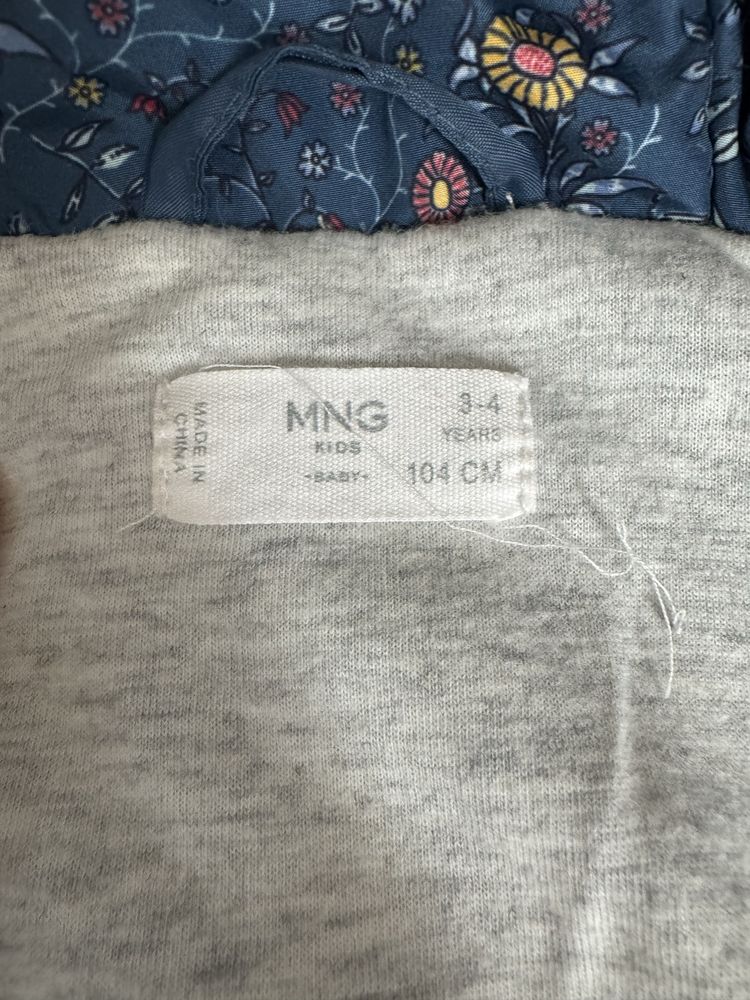 MADE IN
CHINA
MNG
KIDS
-BABY-
3-4
YEARS
104 CM